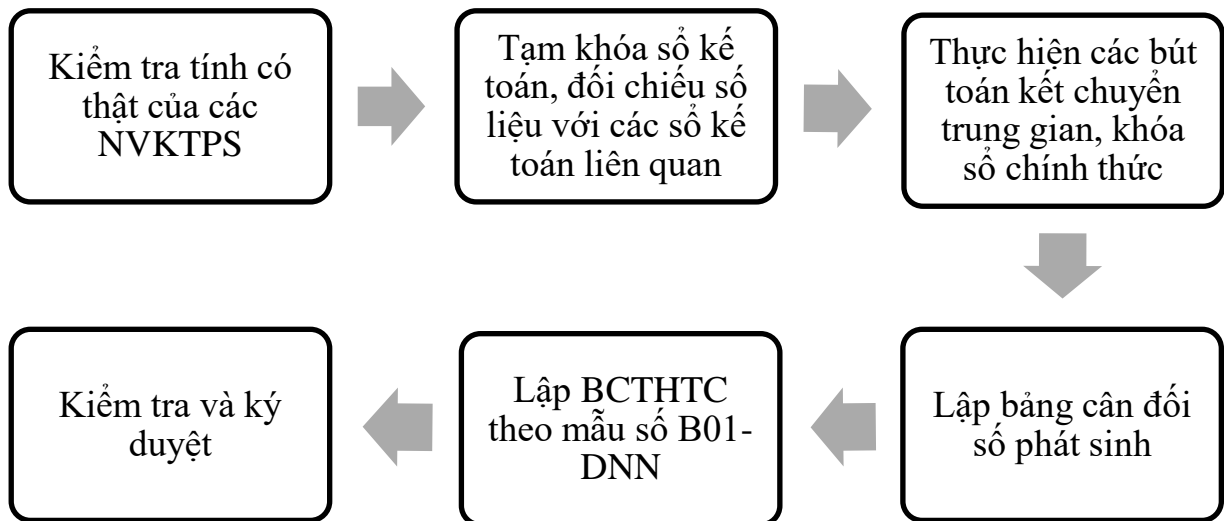 Kiểm tra tính có
thật của các
NVKTPS
Tạm khóa sổ kế
toán, đối chiếu số
liệu với các sổ kế
toán liên quan
Thực hiện các bút
toán kết chuyển
trung gian, khóa
sổ chính thức
Lập bảng cân đối
số phát sinh
Lập BCTHTC
theo mẫu số B01-
DNN
Kiểm tra và ký
duyệt